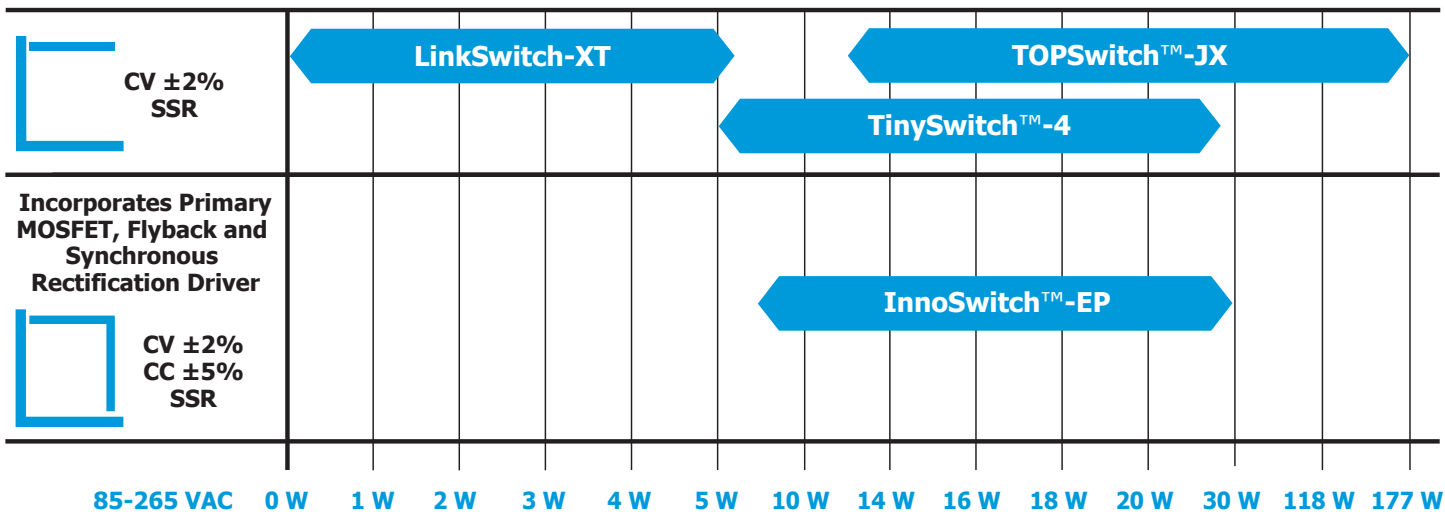 LinkSwitch-XT
TOPSwitch™-JX
CV ±2%
SSR
TinySwitch™-4
Incorporates Primary
MOSFET, Flyback and
Synchronous
Rectification Driver
InnoSwitch™-EP
CV ±2%
CC ±5%
SSR
85-265 VAC 0 W 1 W 2 W 3 W 4 W 5 W 10 W 14 W 16 W 18 W 20 W 30 W 118 W 177 W